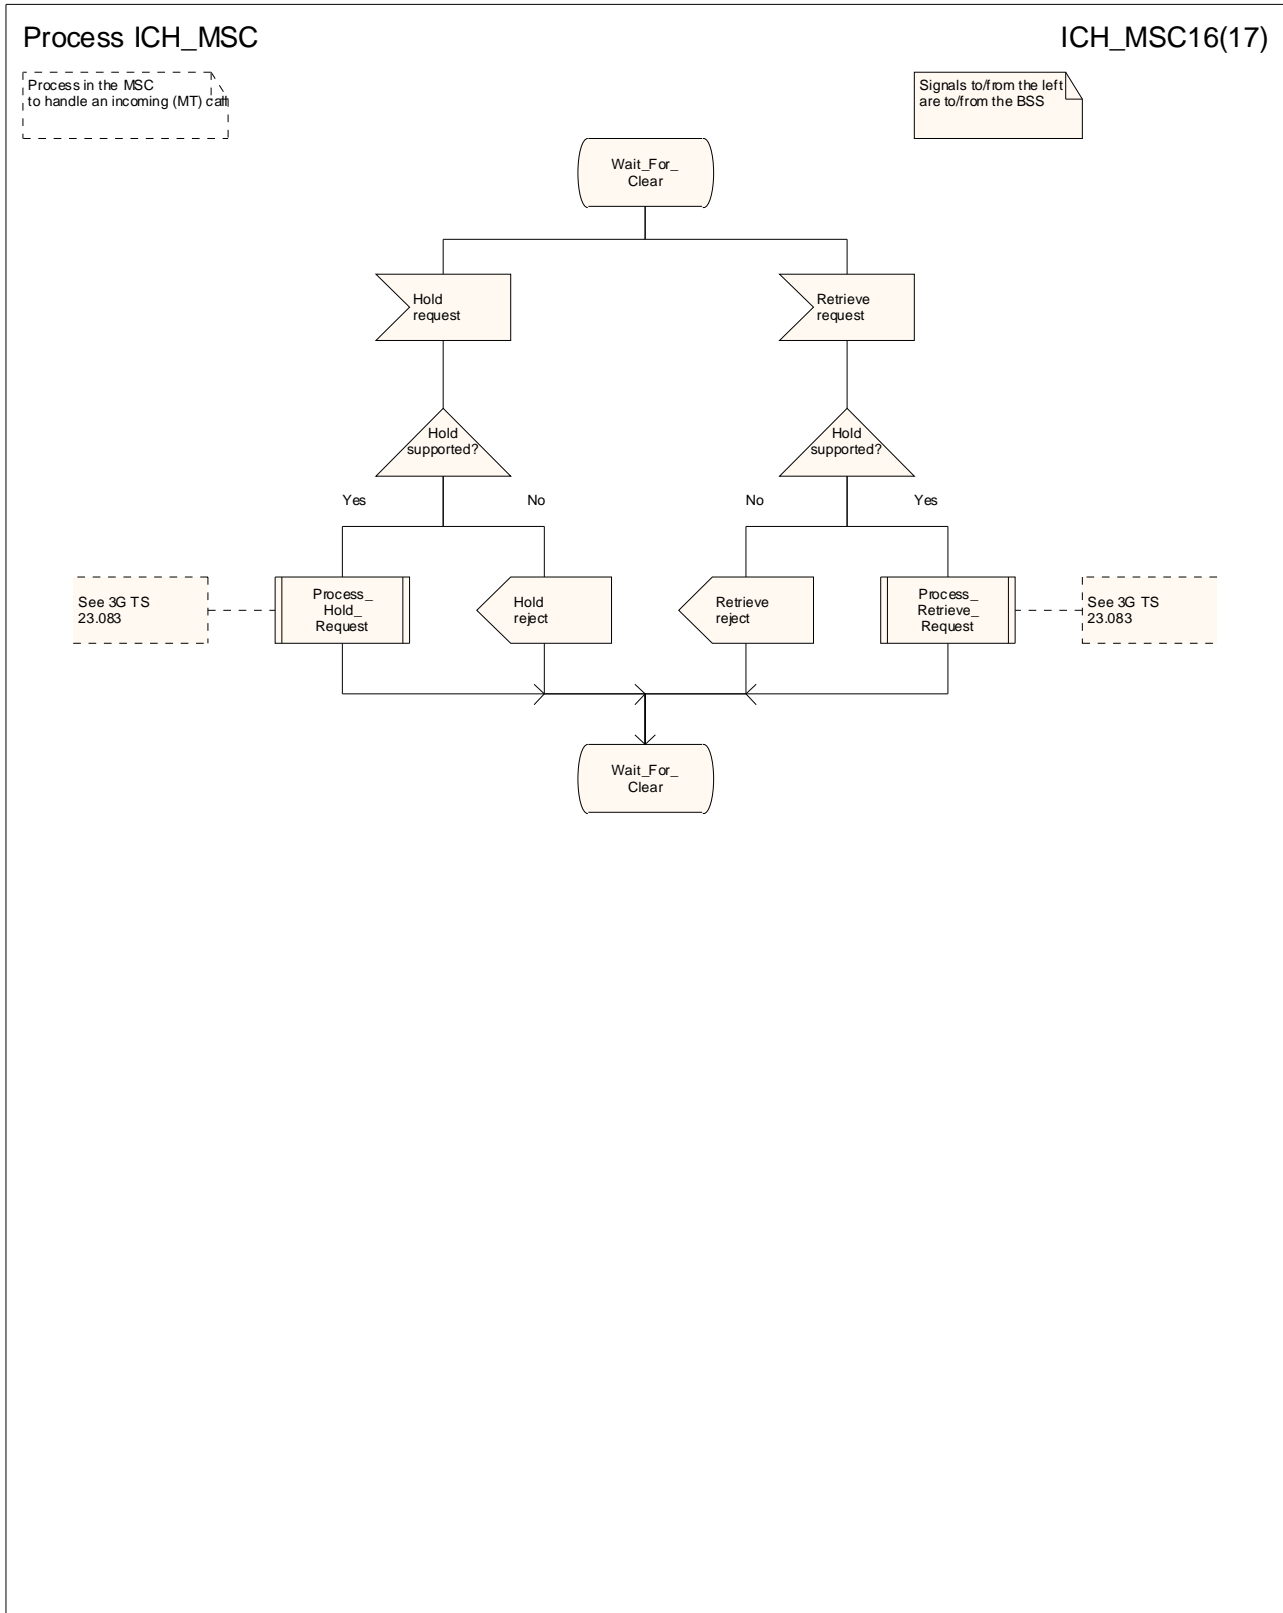 Process ICH_MSC
ICH_MSC16(17)
Process in the MSC
to handle an incoming (MT) call
Signals to/from the left
are to/from the BSS
Wait_For_
Clear
Hold
request
Retrieve
request
Hold
supported?
Hold
supported?
Yes
No
No
Yes
See 3G TS
23.083
Process_
Hold_
Request
Hold
reject
Retrieve
reject
Process_
Retrieve_
Request
See 3G TS
23.083
Wait_For_
Clear